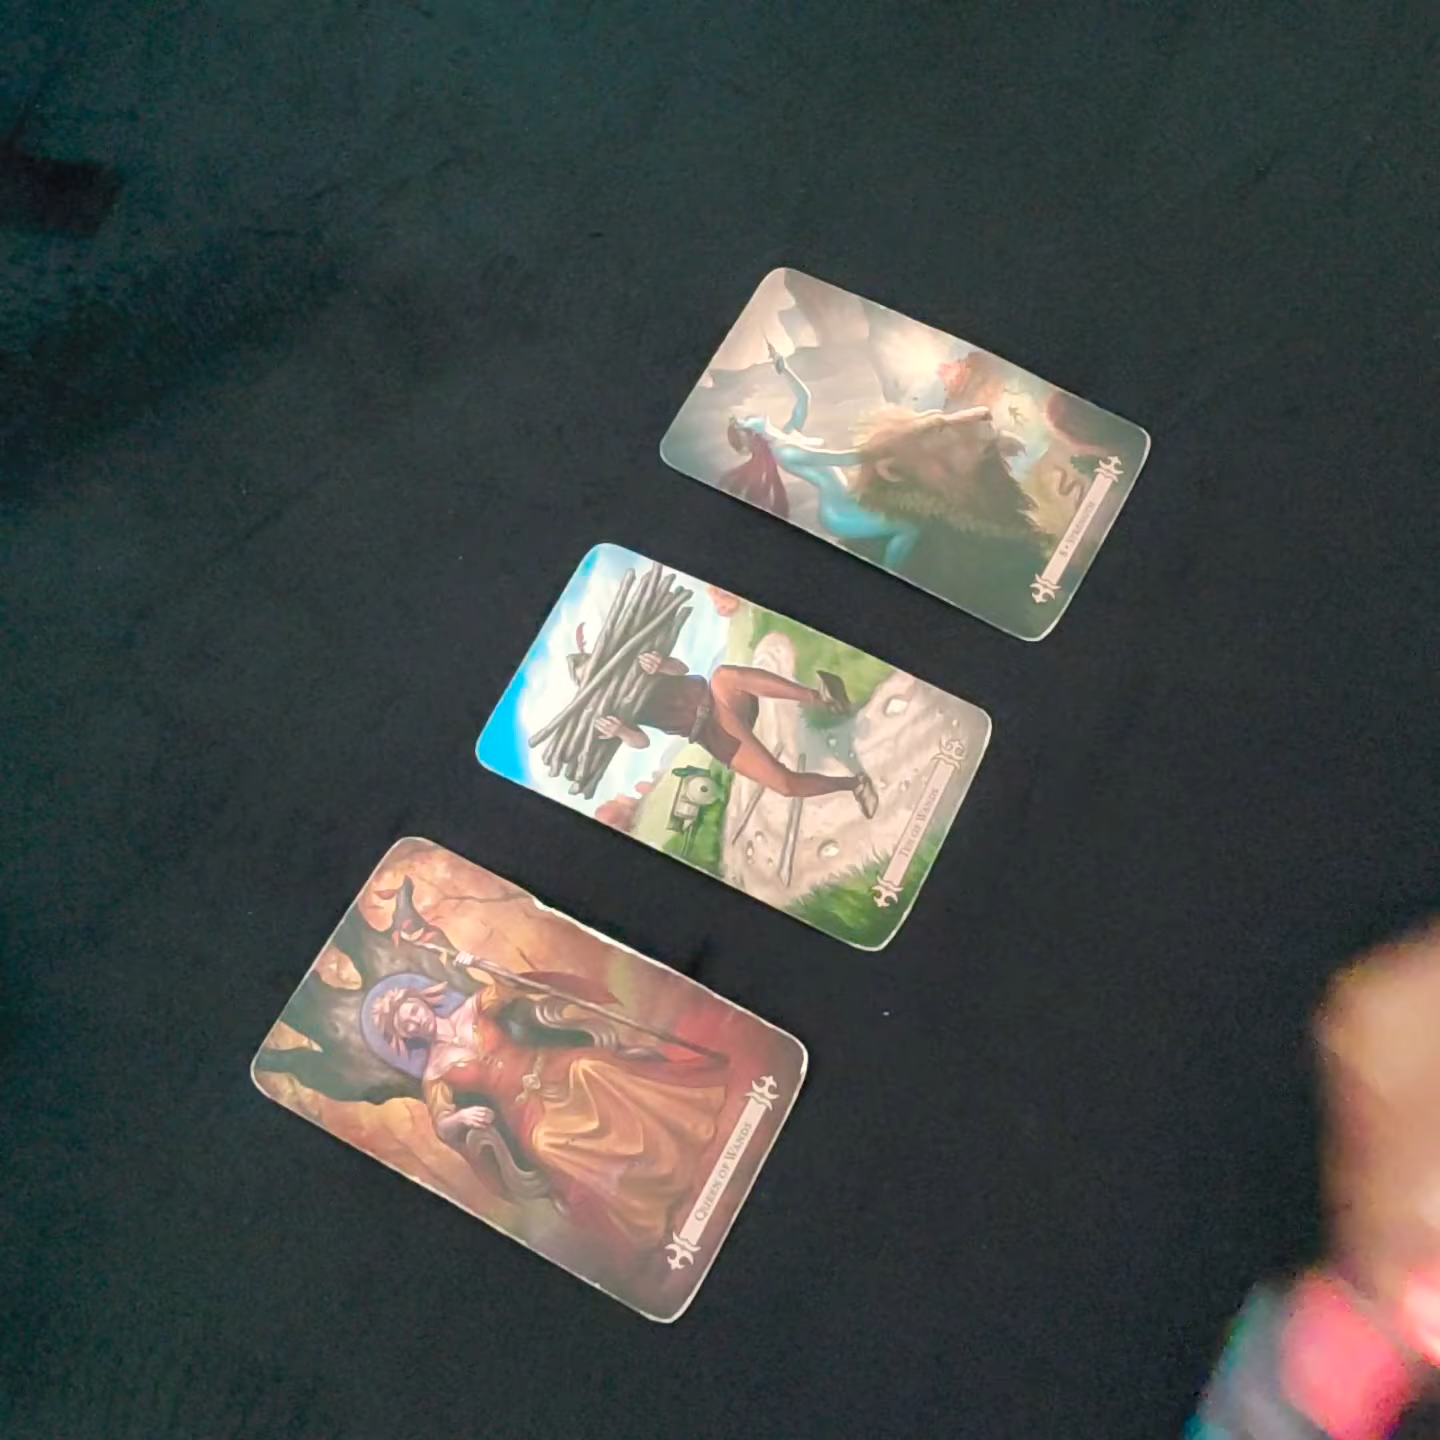 8 • Strength
Ten of Wands
Queen of Wands